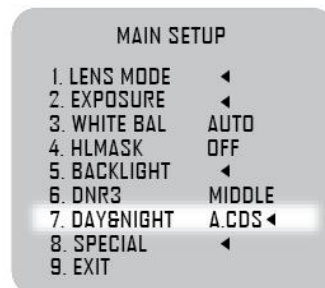 MAIN SETUP
1. LENS MODE ◄
2. EXPOSURE ◄
3. WHITE BAL AUTO
4. HLMASK OFF
5. BACKLIGHT ◄
6. DNR3 MIDDLE
7. DAY&NIGHT A.CDS◄
8. SPECIAL ◄
9. EXIT